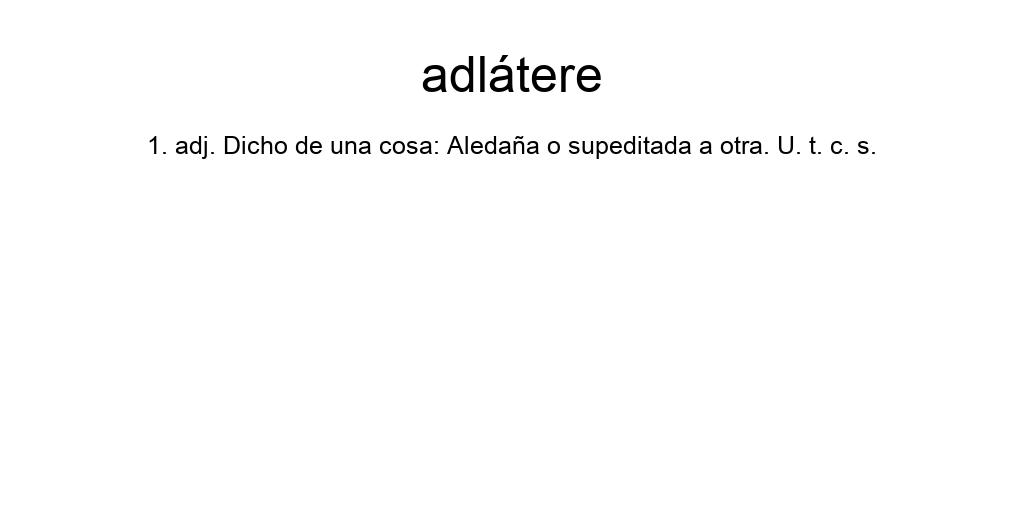 adlátere
1. adj. Dicho de una cosa: Aledaña o supeditada a otra. U. t. c. s.